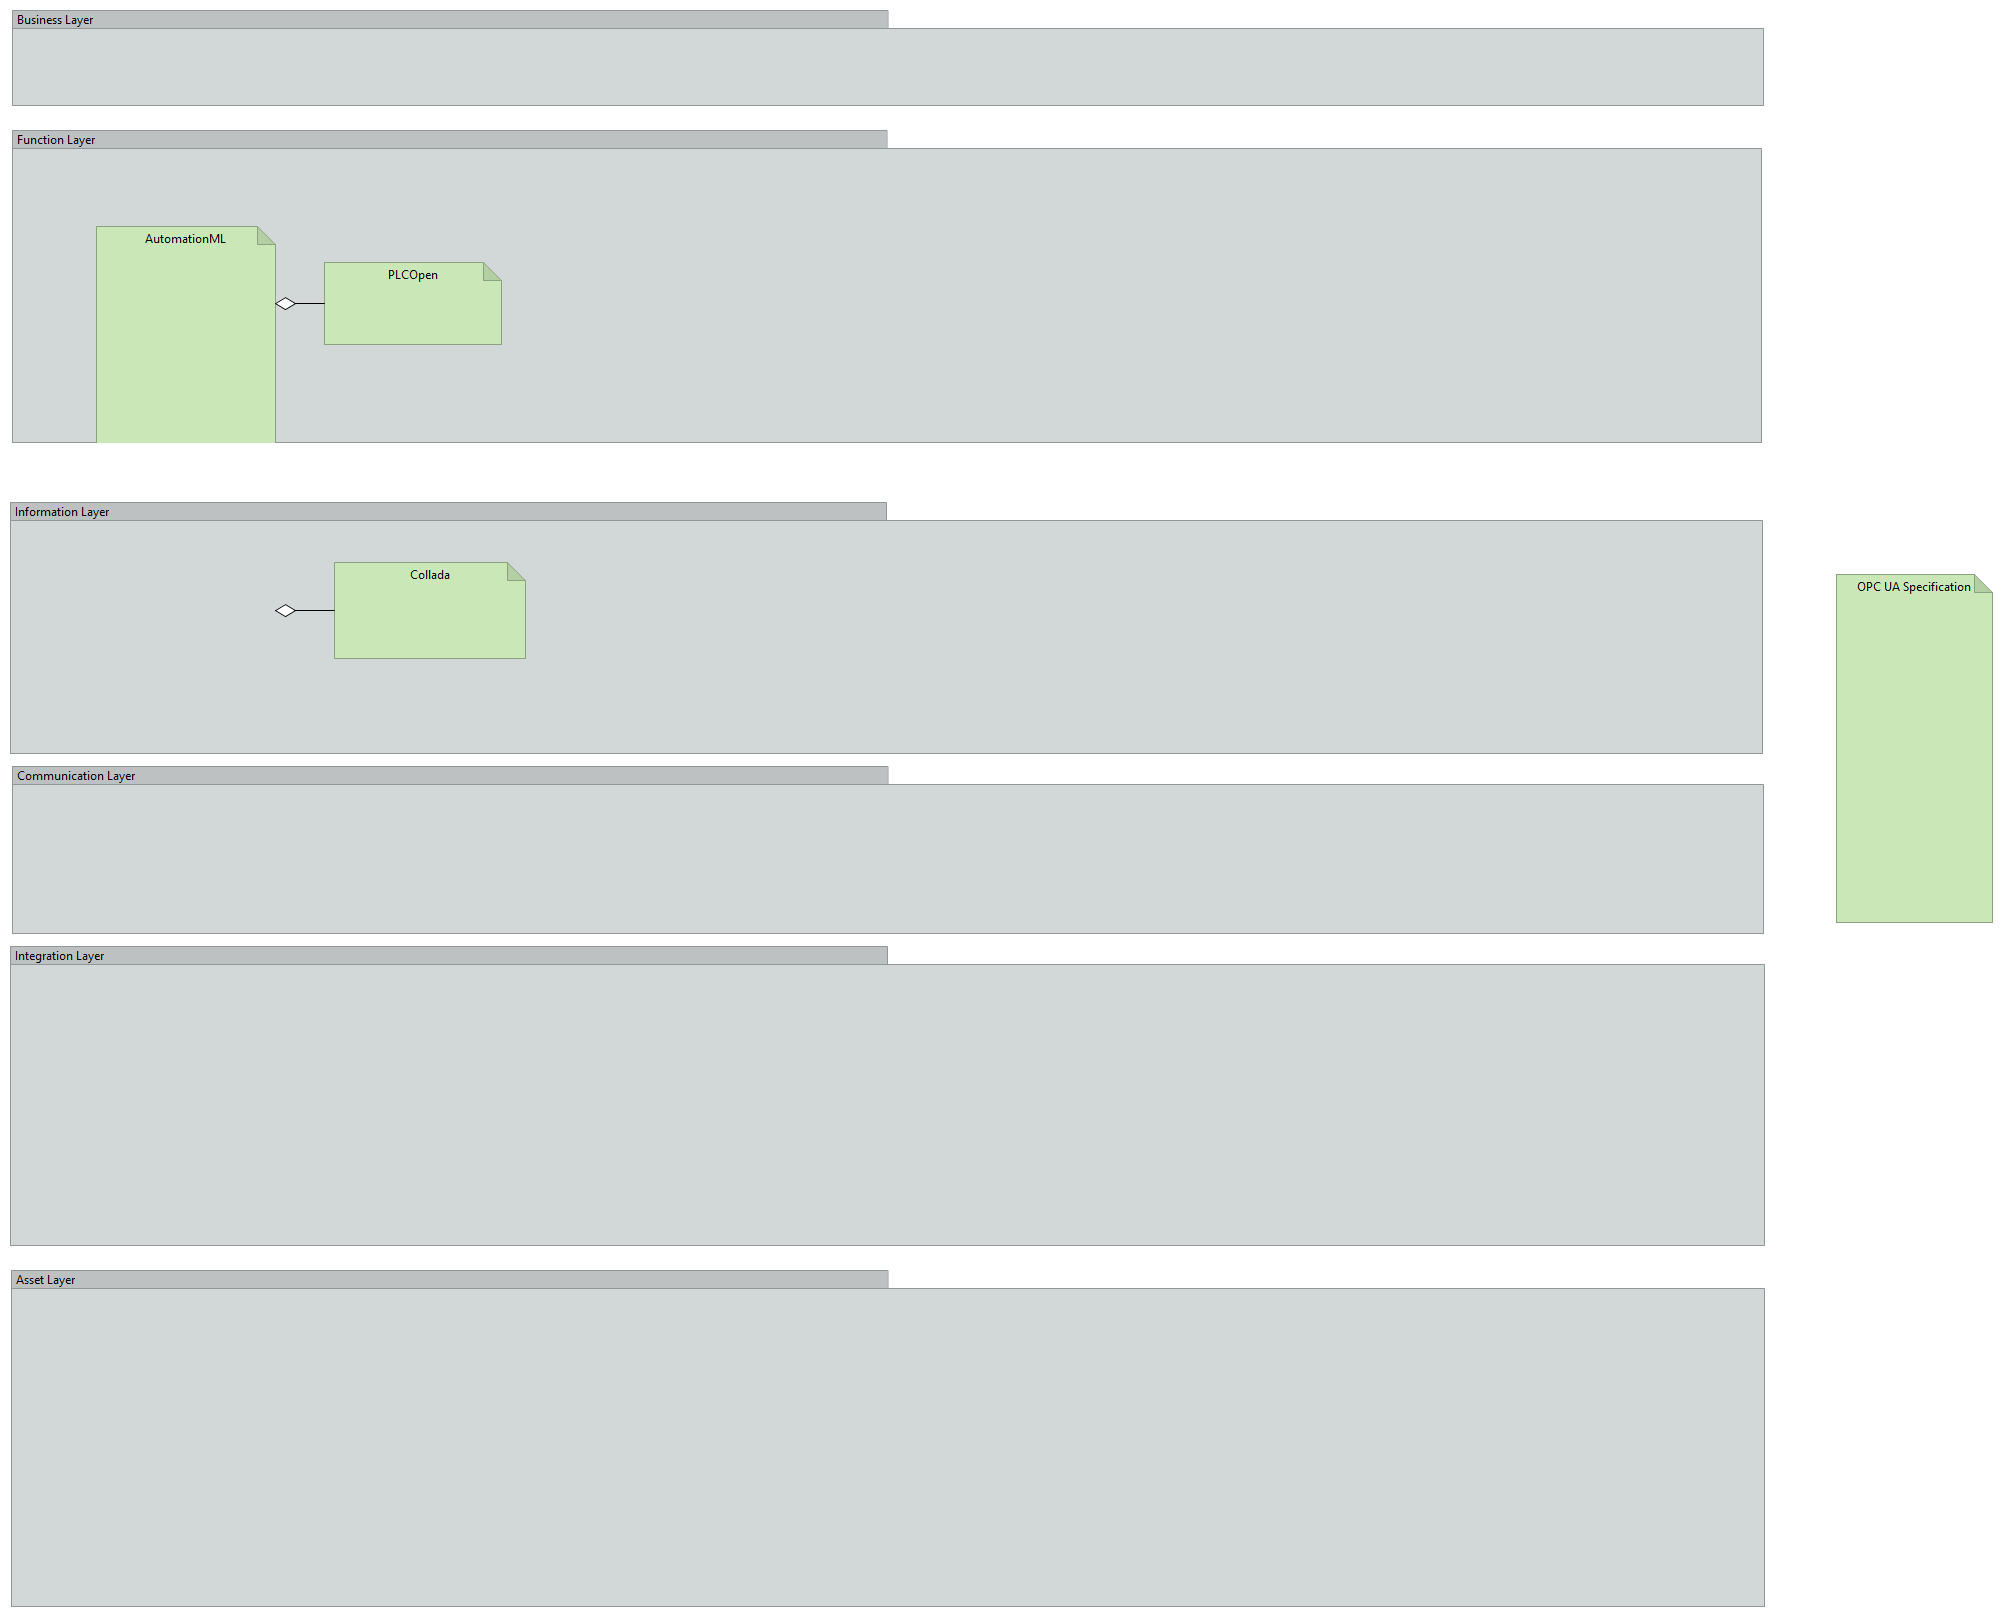 Business Layer
Function Layer
AutomationML
PLCOpen
Information Layer
Collada
OPC UA Specification
Communication Layer
Integration Layer
Asset Layer